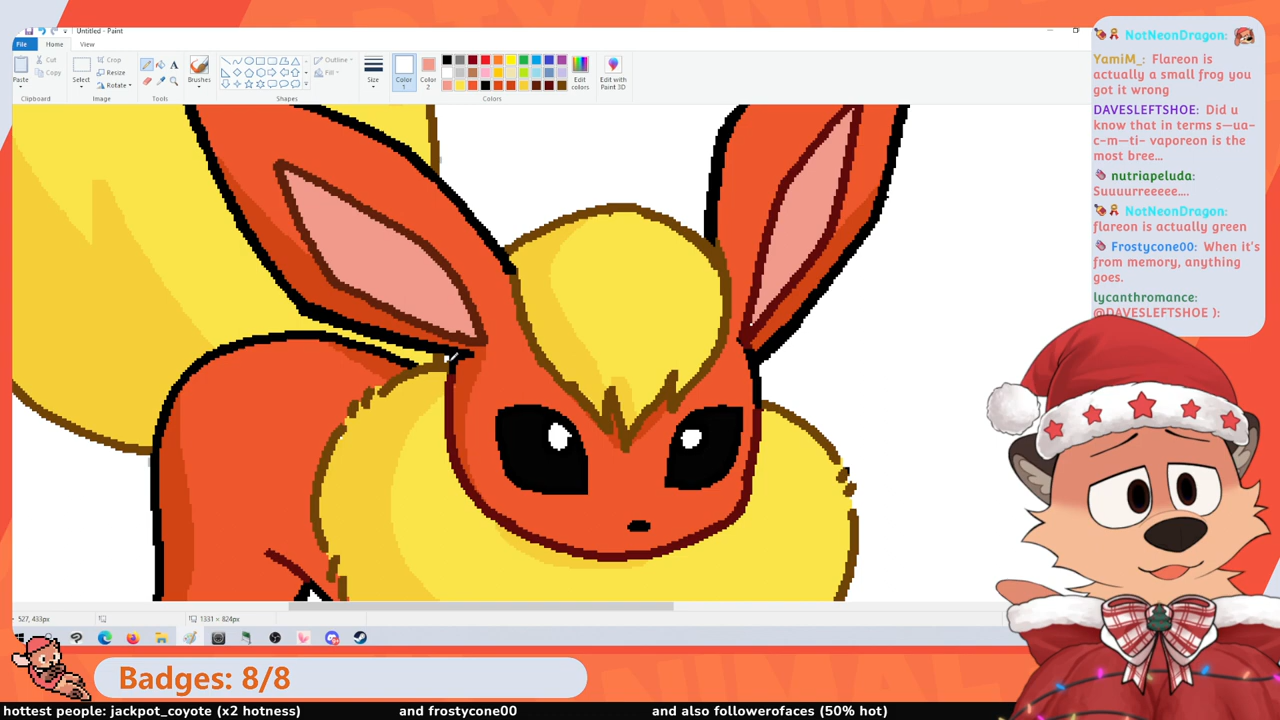 Untitled - Paint
File
Home
View
Paste
Cut
Copy
Clipboard
Select
Crop
Resize
Rotate
Image
A
Tools
Brushes
Outline
Fill
Shapes
Size
Color
1
Color
2
Edit
colors
Edit with
Paint 3D
Colors
NotNeonDragon:
YamiM_: Flareon is
actually a small frog you
got it wrong
DAVESLEFTSHOE: Did u
know that in terms s—ua-
c-m—ti- vaporeon is the
most bree...
nutriapeluda:
Suuuurreeeee....
NotNeonDragon:
flareon is actually green
Frostycone00: When it's
from memory, anything
goes.
lycanthromance:
@DAVESLEFTSHOE ):
527, 433px
1331 × 824px
Badges: 8/8
hottest people: jackpot_coyote (x2 hotness)
and frostycone00
and also followerofaces (50% hot)